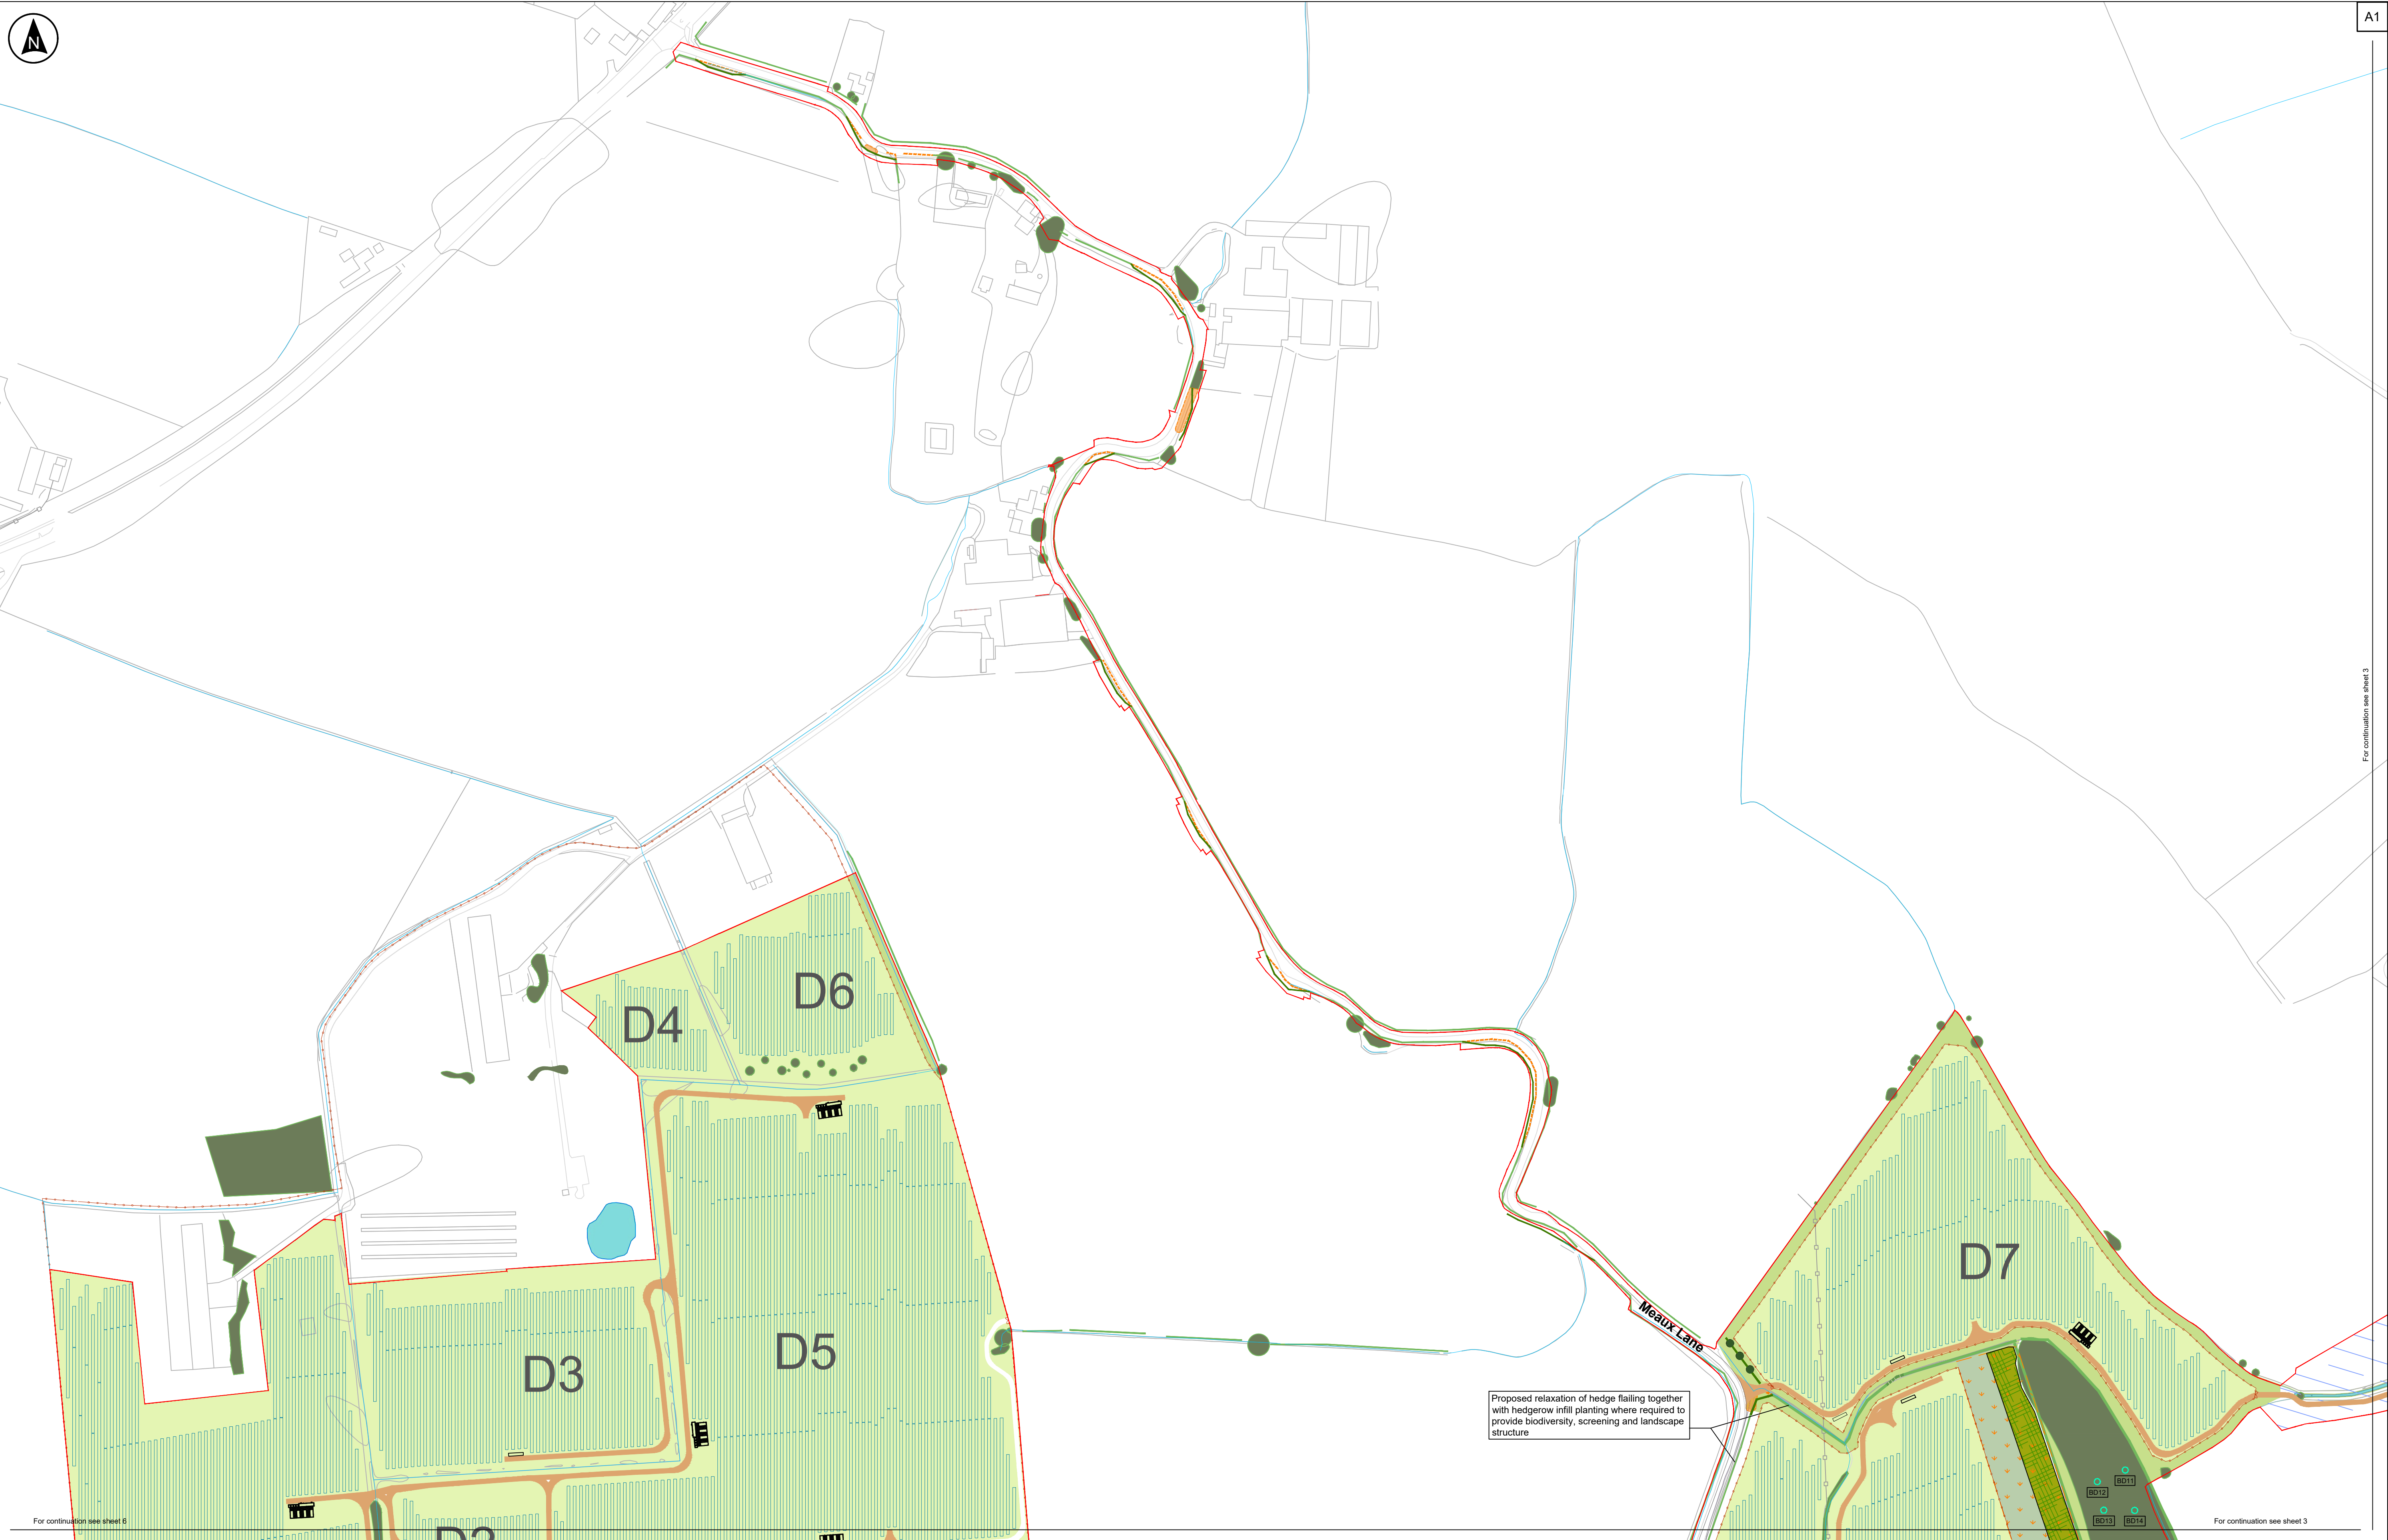 N
A1
For continuation see sheet 3
D6
D4
D7
Meaux Lane
D5
D3
Proposed relaxation of hedge flailing together
with hedgerow infill planting where required to
provide biodiversity, screening and landscape
structure
BD11
BD12
BD13
BD14
For continuation see sheet 6
For continuation see sheet 3
D2